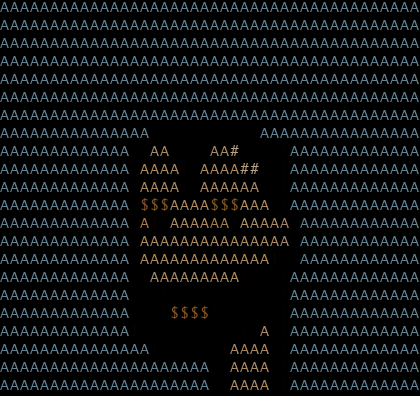 AAAAAAAAAAAAAAAAAAAAAAAAAAAAAAAAAAAAAAAAAA
AAAAAAAAAAAAAAAAAAAAAAAAAAAAAAAAAAAAAAAAAA
AAAAAAAAAAAAAAAAAAAAAAAAAAAAAAAAAAAAAAAAAA
AAAAAAAAAAAAAAAAAAAAAAAAAAAAAAAAAAAAAAAAAA
AAAAAAAAAAAAAAAAAAAAAAAAAAAAAAAAAAAAAAAAAA
AAAAAAAAAAAAAAAAAAAAAAAAAAAAAAAAAAAAAAAAAA
AAAAAAAAAAAAAAAAAAAAAAAAAAAAAAAAAAAAAAAAAA
AAAAAAAAAAAAAAA           AAAAAAAAAAAAAAAA
AAAAAAAAAAAAA  AA    AA#     AAAAAAAAAAAAA
AAAAAAAAAAAAA AAAA  AAAA##   AAAAAAAAAAAAA
AAAAAAAAAAAAA AAAA  AAAAAA   AAAAAAAAAAAAA
AAAAAAAAAAAAA $$$AAAA$$$AAA  AAAAAAAAAAAAA
AAAAAAAAAAAAA A  AAAAAA AAAAA AAAAAAAAAAAA
AAAAAAAAAAAAA AAAAAAAAAAAAAAA AAAAAAAAAAAA
AAAAAAAAAAAAA AAAAAAAAAAAAA   AAAAAAAAAAAA
AAAAAAAAAAAAA  AAAAAAAAA     AAAAAAAAAAAAA
AAAAAAAAAAAAA                AAAAAAAAAAAAA
AAAAAAAAAAAAA    $$$$        AAAAAAAAAAAAA
AAAAAAAAAAAAA             A  AAAAAAAAAAAAA
AAAAAAAAAAAAAAA        AAAA  AAAAAAAAAAAAA
AAAAAAAAAAAAAAAAAAAAA  AAAA  AAAAAAAAAAAAA
AAAAAAAAAAAAAAAAAAAAA  AAAA  AAAAAAAAAAAAA